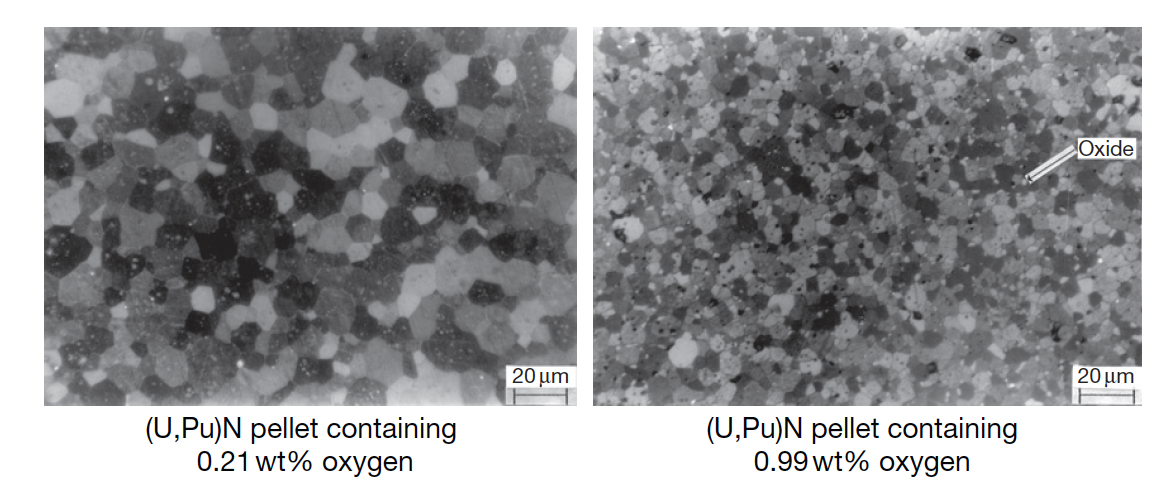 Oxide
20 µm
20 µm
(U,Pu)N pellet containing
0.21 wt% oxygen
(U,Pu)N pellet containing
0.99 wt% oxygen